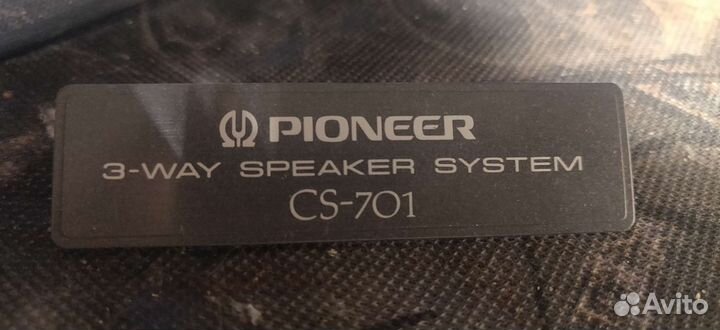 PIONEER
3-WAY SPEAKER SYSTEM
CS-701
Avito